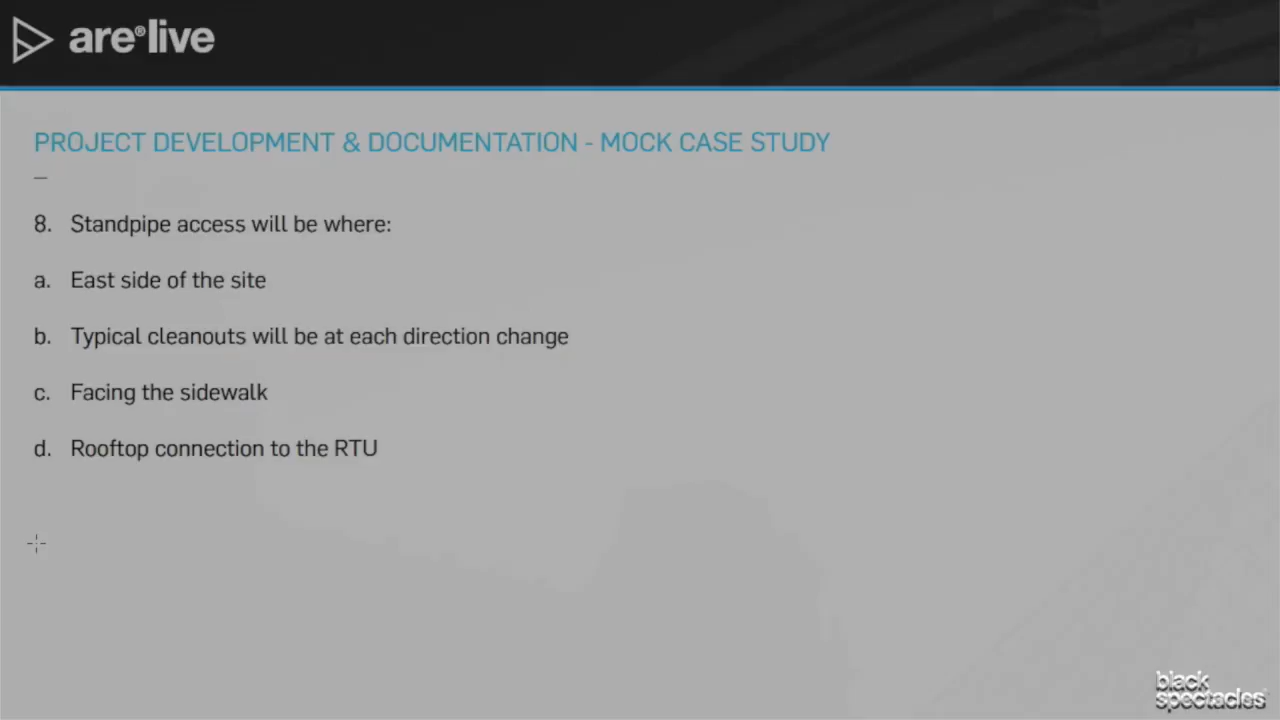 are®live
PROJECT DEVELOPMENT & DOCUMENTATION - MOCK CASE STUDY
8. Standpipe access will be where:
a. East side of the site
b. Typical cleanouts will be at each direction change
c. Facing the sidewalk
d. Rooftop connection to the RTU
black
spectacles